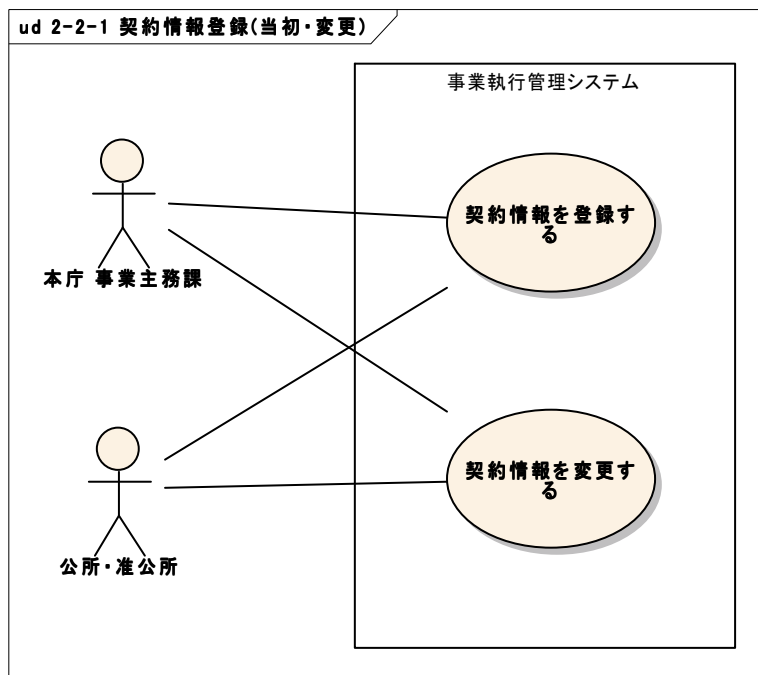 ud 2-2-1 契約情報登録(当初・変更)
事業執行管理システム
契約情報を登録す
る
本庁 事業主務課
契約情報を変更す
る
公所・准公所